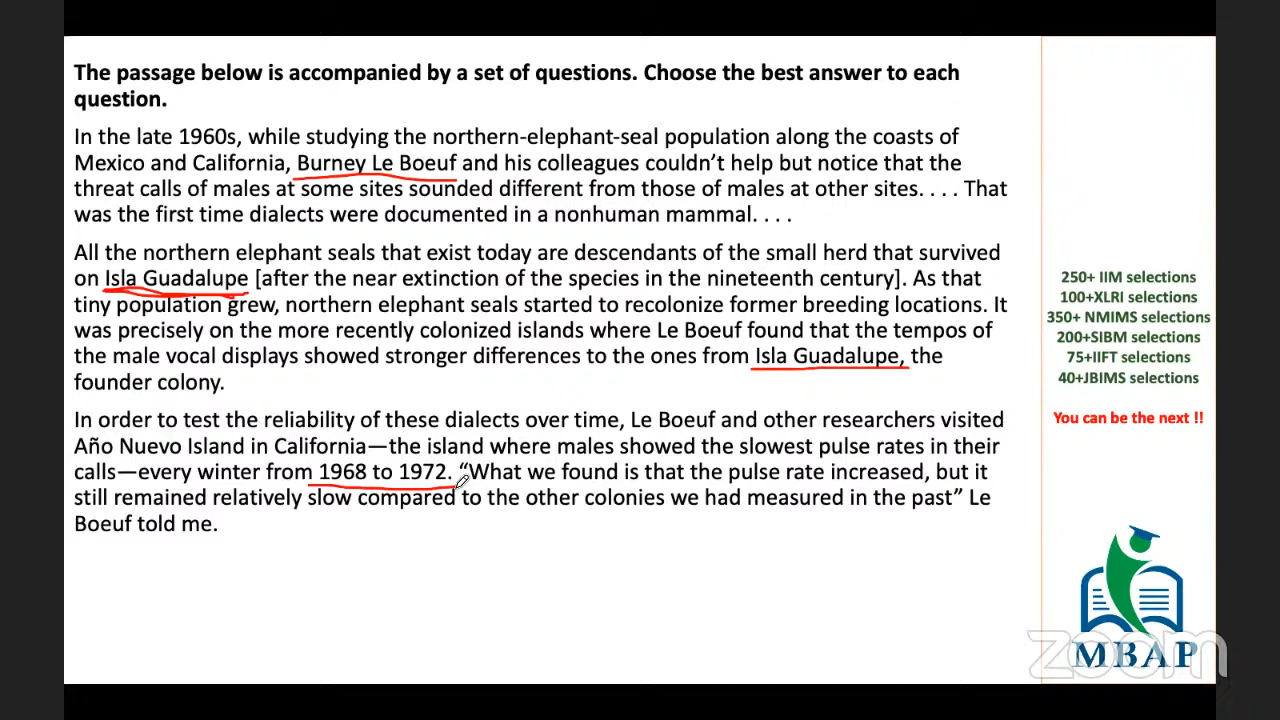 The passage below is accompanied by a set of questions. Choose the best answer to each
question.
In the late 1960s, while studying the northern-elephant-seal population along the coasts of
Mexico and California, Burney Le Boeuf and his colleagues couldn’t help but notice that the
threat calls of males at some sites sounded different from those of males at other sites. . . . That
was the first time dialects were documented in a nonhuman mammal. . . .
All the northern elephant seals that exist today are descendants of the small herd that survived
on Isla Guadalupe [after the near extinction of the species in the nineteenth century]. As that
tiny population grew, northern elephant seals started to recolonize former breeding locations. It
was precisely on the more recently colonized islands where Le Boeuf found that the tempos of
the male vocal displays showed stronger differences to the ones from Isla Guadalupe, the
founder colony.
In order to test the reliability of these dialects over time, Le Boeuf and other researchers visited
Año Nuevo Island in California—the island where males showed the slowest pulse rates in their
calls—every winter from 1968 to 1972. “What we found is that the pulse rate increased, but it
still remained relatively slow compared to the other colonies we had measured in the past” Le
Boeuf told me.
250+ IIM selections
100+XLRI selections
350+ NMIMS selections
200+SIBM selections
75+IIFT selections
40+JBIMS selections
You can be the next !!
zoom
MBAP